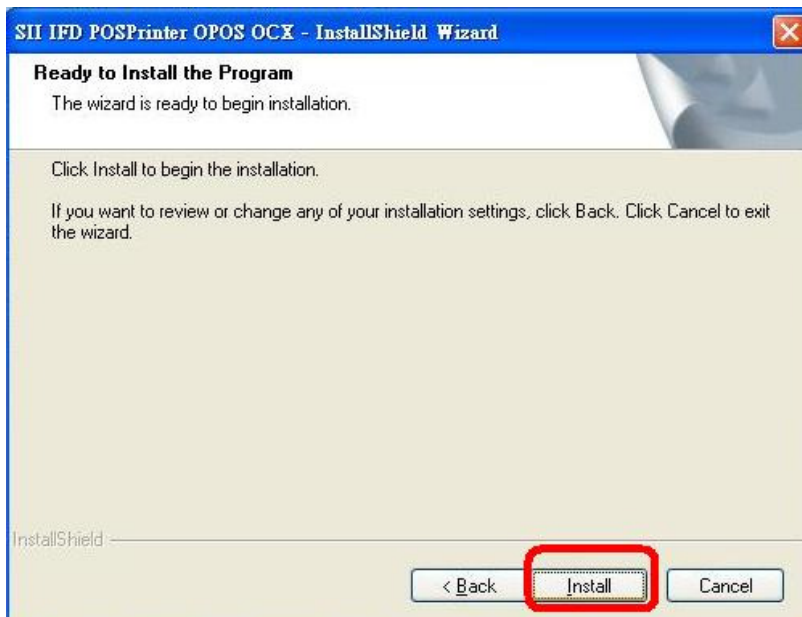 SII IFD POSPrinter OPOS OCX - InstallShield Wizard
Ready to Install the Program
The wizard is ready to begin installation.
Click Install to begin the installation.
If you want to review or change any of your installation settings, click Back. Click Cancel to exit
the wizard.
InstallShield
< Back Install Cancel